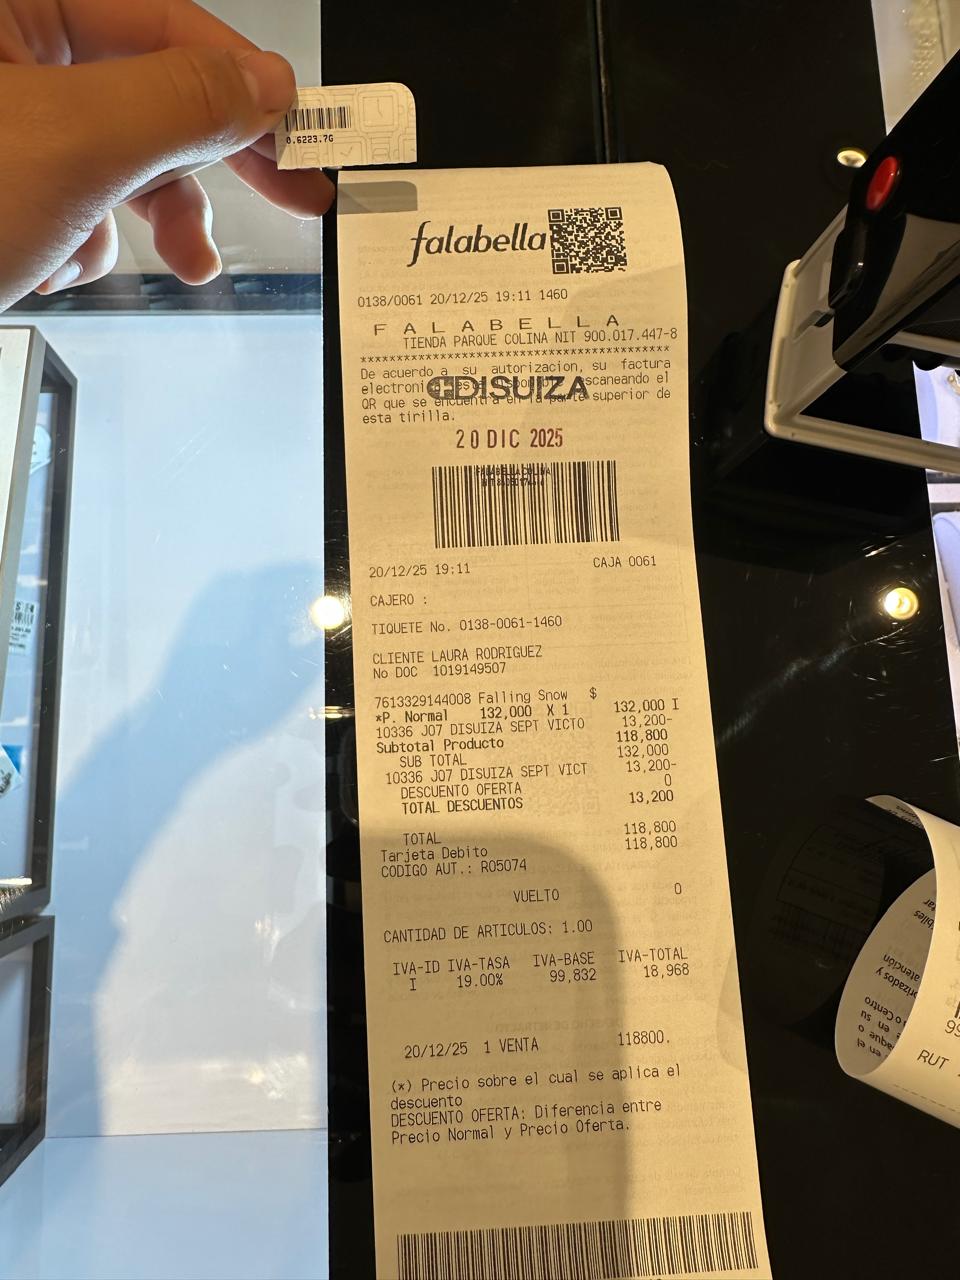 0.6223.7G
falabella
0138/0061 20/12/25 19:11 1460
FALABELLA
TIENDA PARQUE COLINA NIT 900.017.447-8
****************************************
De acuerdo a su autorizacion, su factura
electronica esta escaneando el
DISUIZA
QR que se encuentra en la parte superior de
esta tirilla.
20 DIC 2025
FALABELLA COLINA
20/12/25 19:11 CAJA 0061
CAJERO :
TIQUETE No. 0138-0061-1460
CLIENTE LAURA RODRIGUEZ
No DOC 1019149507
7613329144008 Falling Snow $
*P. Normal 132,000 X 1 132,000 I
10336 J07 DISUIZA SEPT VICTO 13,200-
Subtotal Producto 118,800
SUB TOTAL 132,000
10336 J07 DISUIZA SEPT VICT 13,200-
DESCUENTO OFERTA 0
TOTAL DESCUENTOS 13,200
TOTAL 118,800
Tarjeta Debito 118,800
CODIGO AUT.: R05074
VUELTO 0
CANTIDAD DE ARTICULOS: 1.00
IVA-ID IVA-TASA IVA-BASE IVA-TOTAL
I 19.00% 99,832 18,968
20/12/25 1 VENTA 118800.
(*) Precio sobre el cual se aplica el
descuento
DESCUENTO OFERTA: Diferencia entre
Precio Normal y Precio Oferta.
RUT